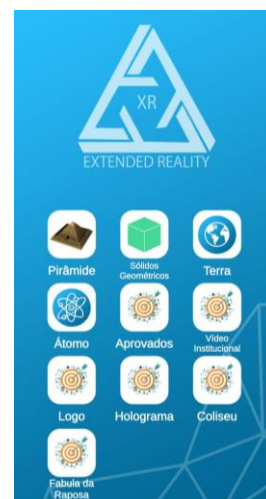 XR
EXTENDED REALITY
Pirâmide
Sólidos
Geométricos
Terra
Átomo
Aprovados
Vídeo
Institucional
Logo
Holograma
Coliseu
Fabula da
Raposa